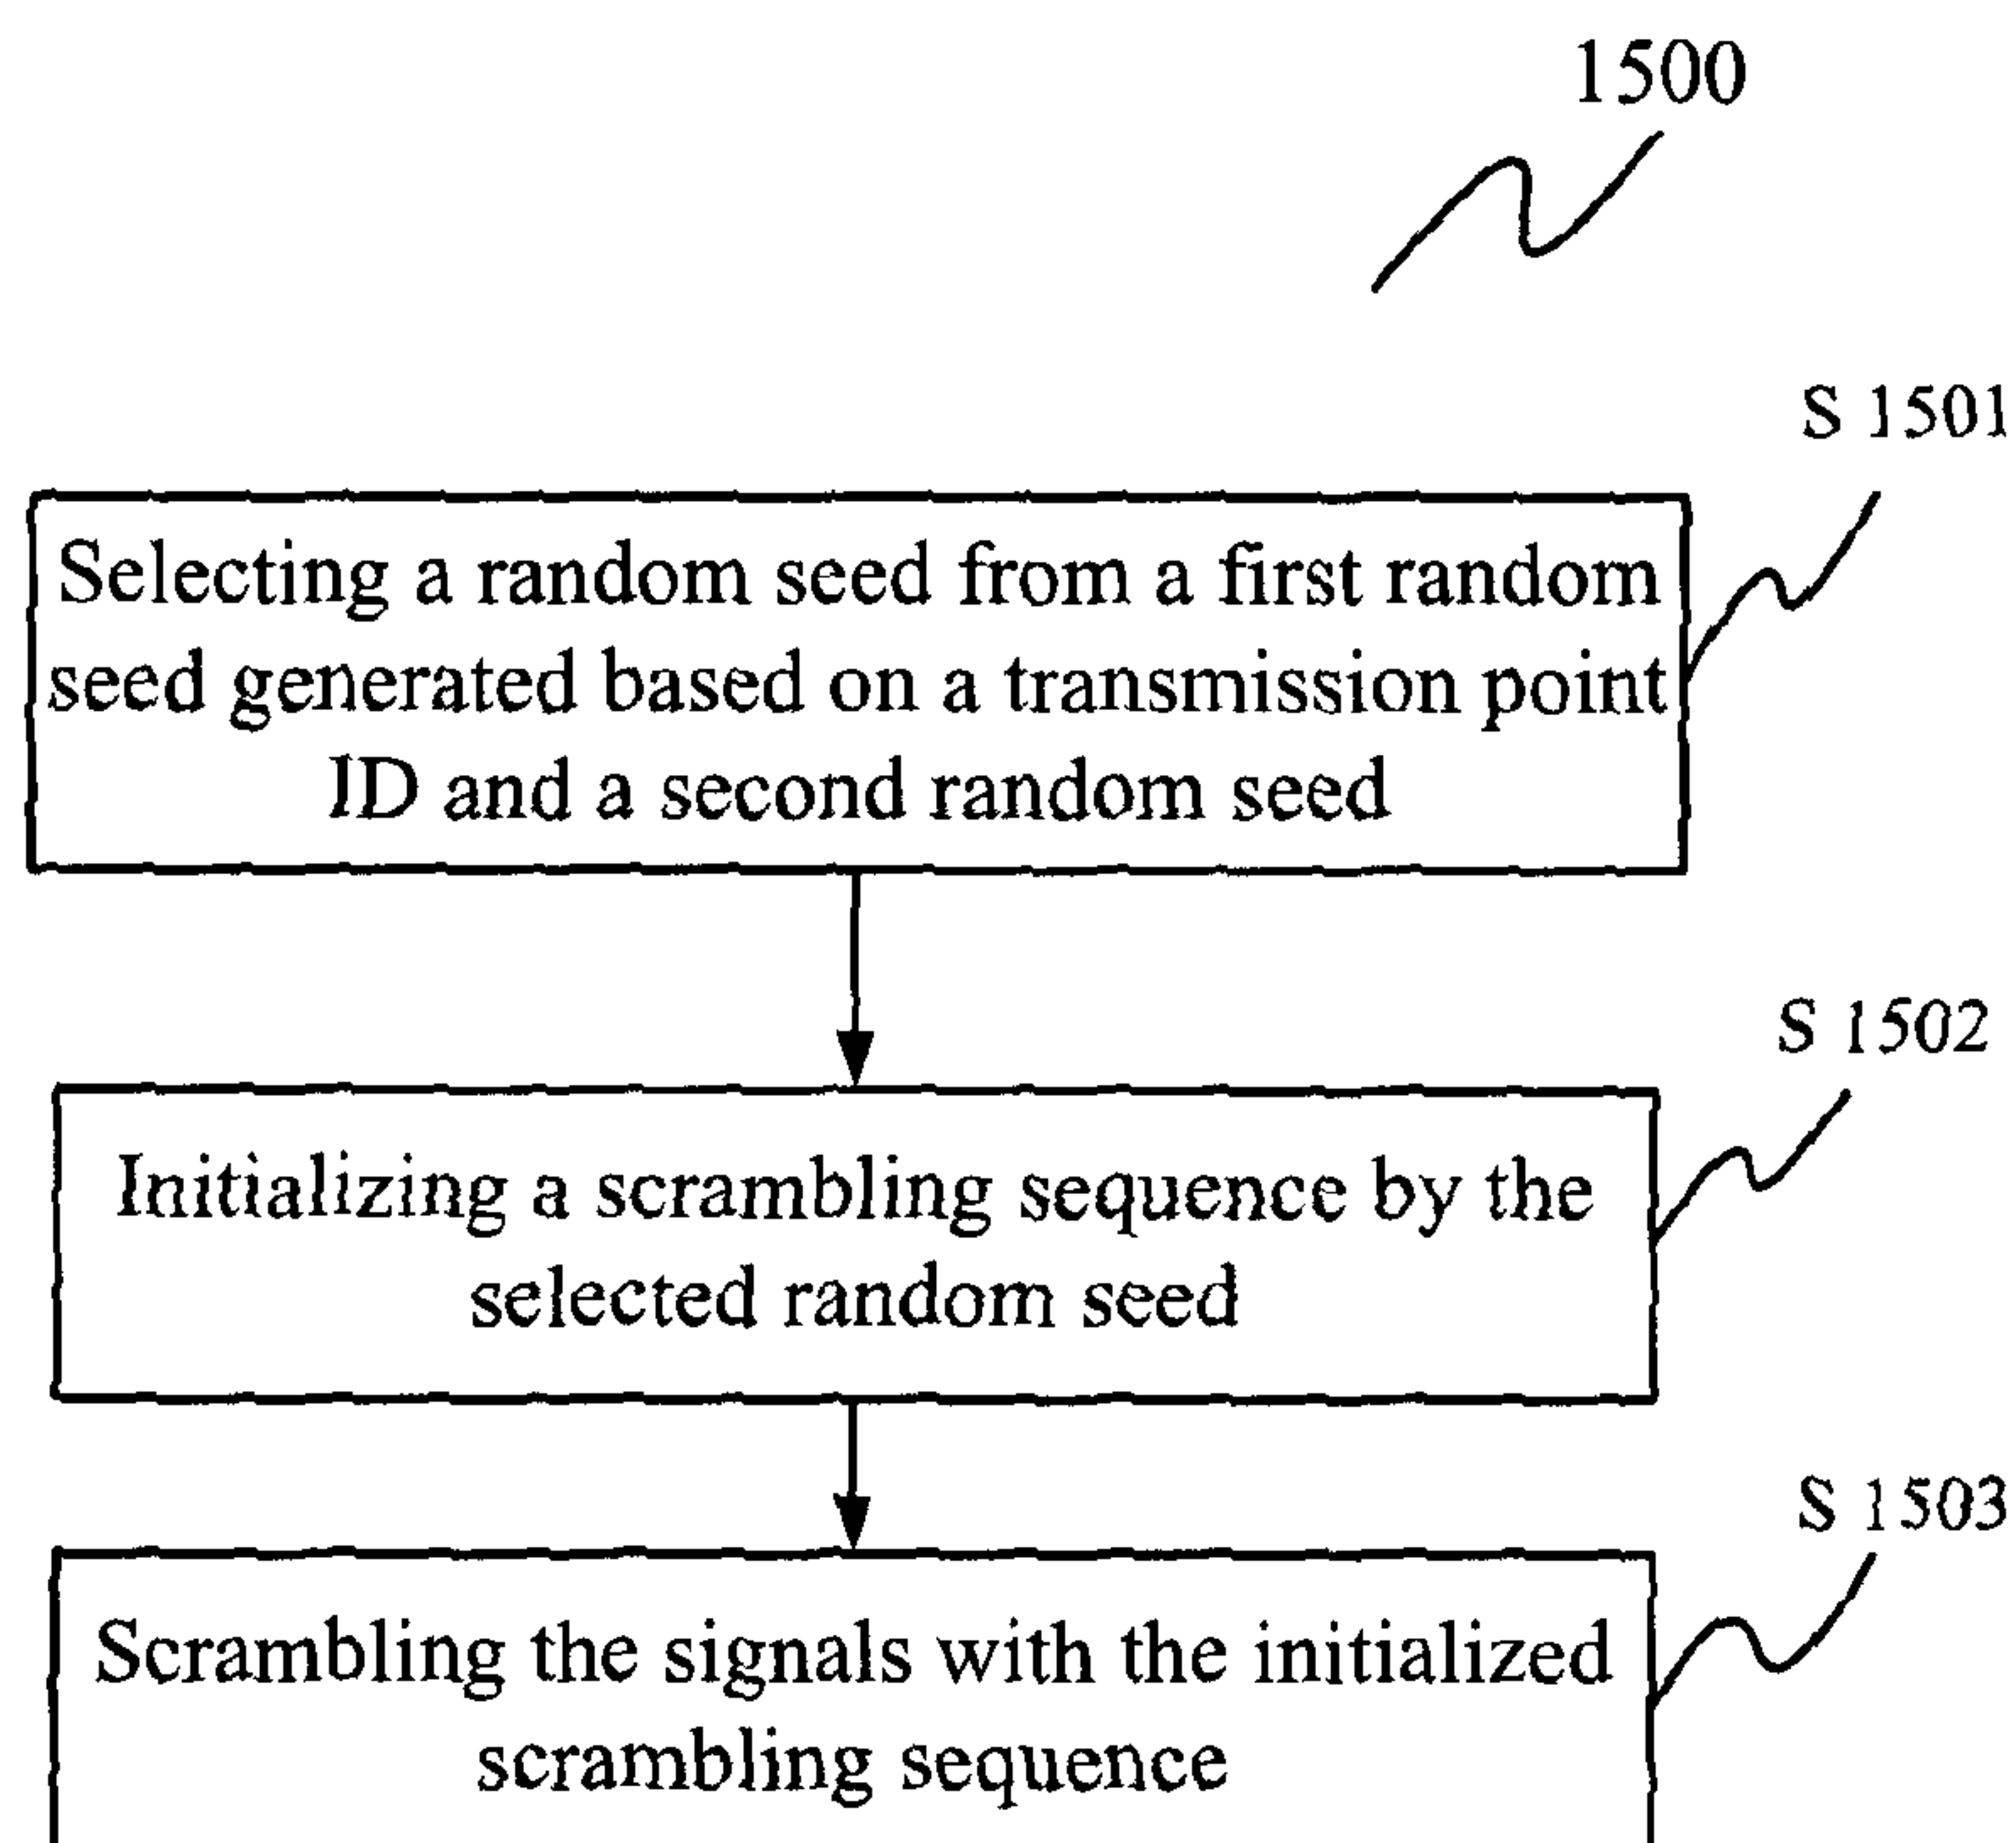 1500
S 1501
Selecting a random seed from a first random
seed generated based on a transmission point
ID and a second random seed
S 1502
Initializing a scrambling sequence by the
selected random seed
S 1503
Scrambling the signals with the initialized
scrambling sequence